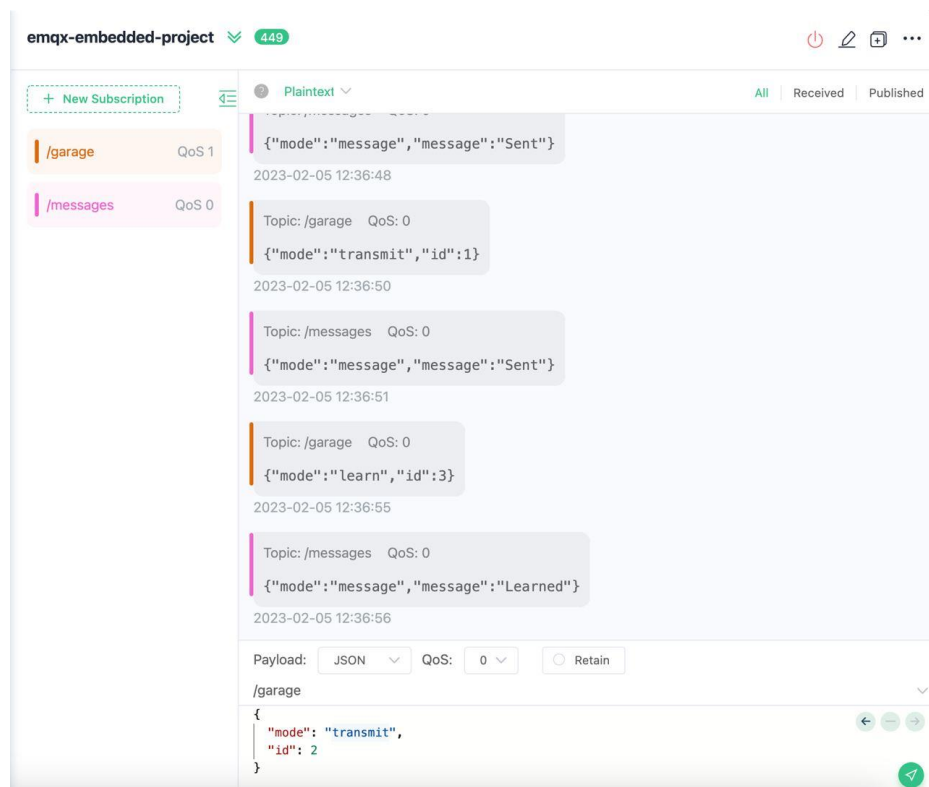 emqx-embedded-project 449
+ New Subscription
/garage QoS 1
/messages QoS 0
? Plaintext
All Received Published
Topic: /messages QoS: 0
{"mode":"message","message":"Sent"}
2023-02-05 12:36:48
Topic: /garage QoS: 0
{"mode":"transmit","id":1}
2023-02-05 12:36:50
Topic: /messages QoS: 0
{"mode":"message","message":"Sent"}
2023-02-05 12:36:51
Topic: /garage QoS: 0
{"mode":"learn","id":3}
2023-02-05 12:36:55
Topic: /messages QoS: 0
{"mode":"message","message":"Learned"}
2023-02-05 12:36:56
Payload: JSON QoS: 0 Retain
/garage
{
"mode": "transmit",
"id": 2
}